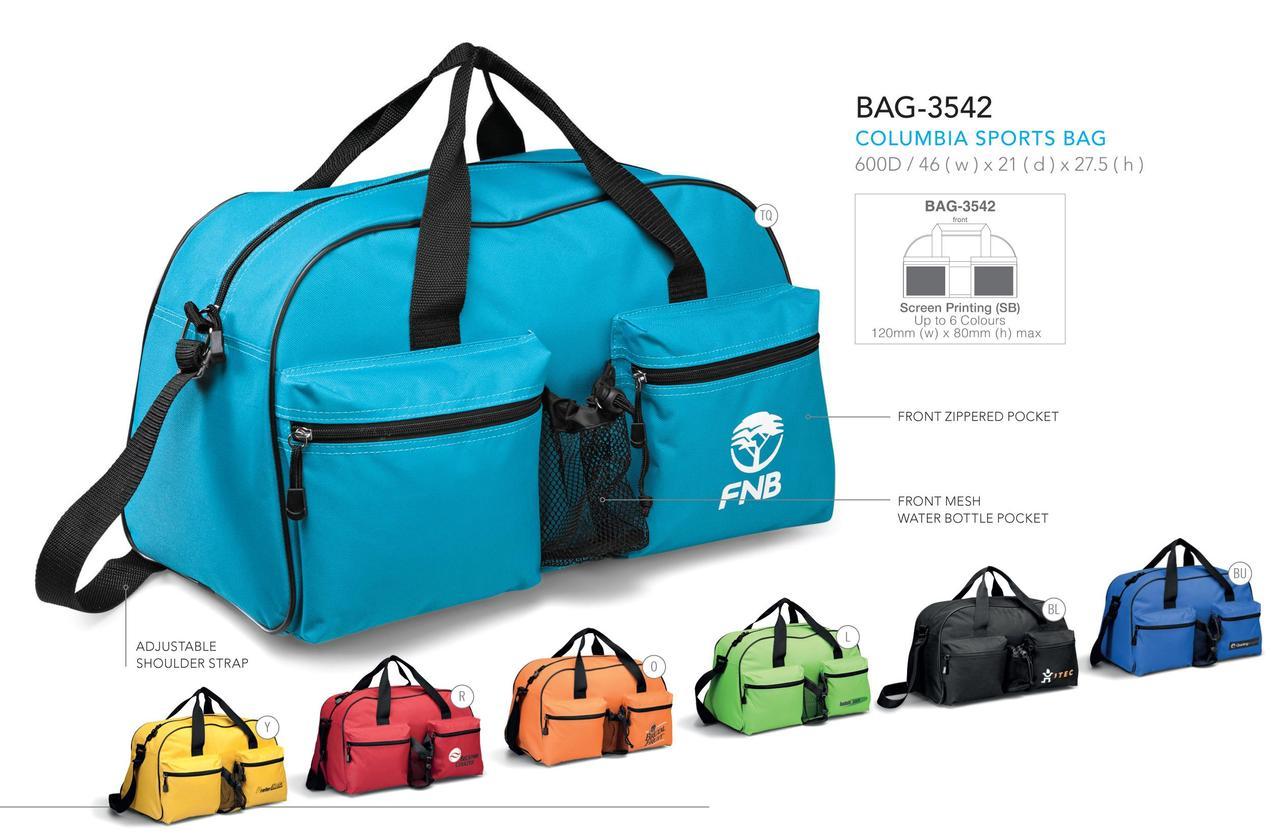 BAG-3542
COLUMBIA SPORTS BAG
600D / 46 ( w ) x 21 ( d ) x 27.5 ( h )
TQ
BAG-3542
front
Screen Printing (SB)
Up to 6 Colours
120mm (w) x 80mm (h) max
FRONT ZIPPERED POCKET
FNB
FRONT MESH
WATER BOTTLE POCKET
ADJUSTABLE
SHOULDER STRAP
BU
BL
ITEC
L
O
R
Y